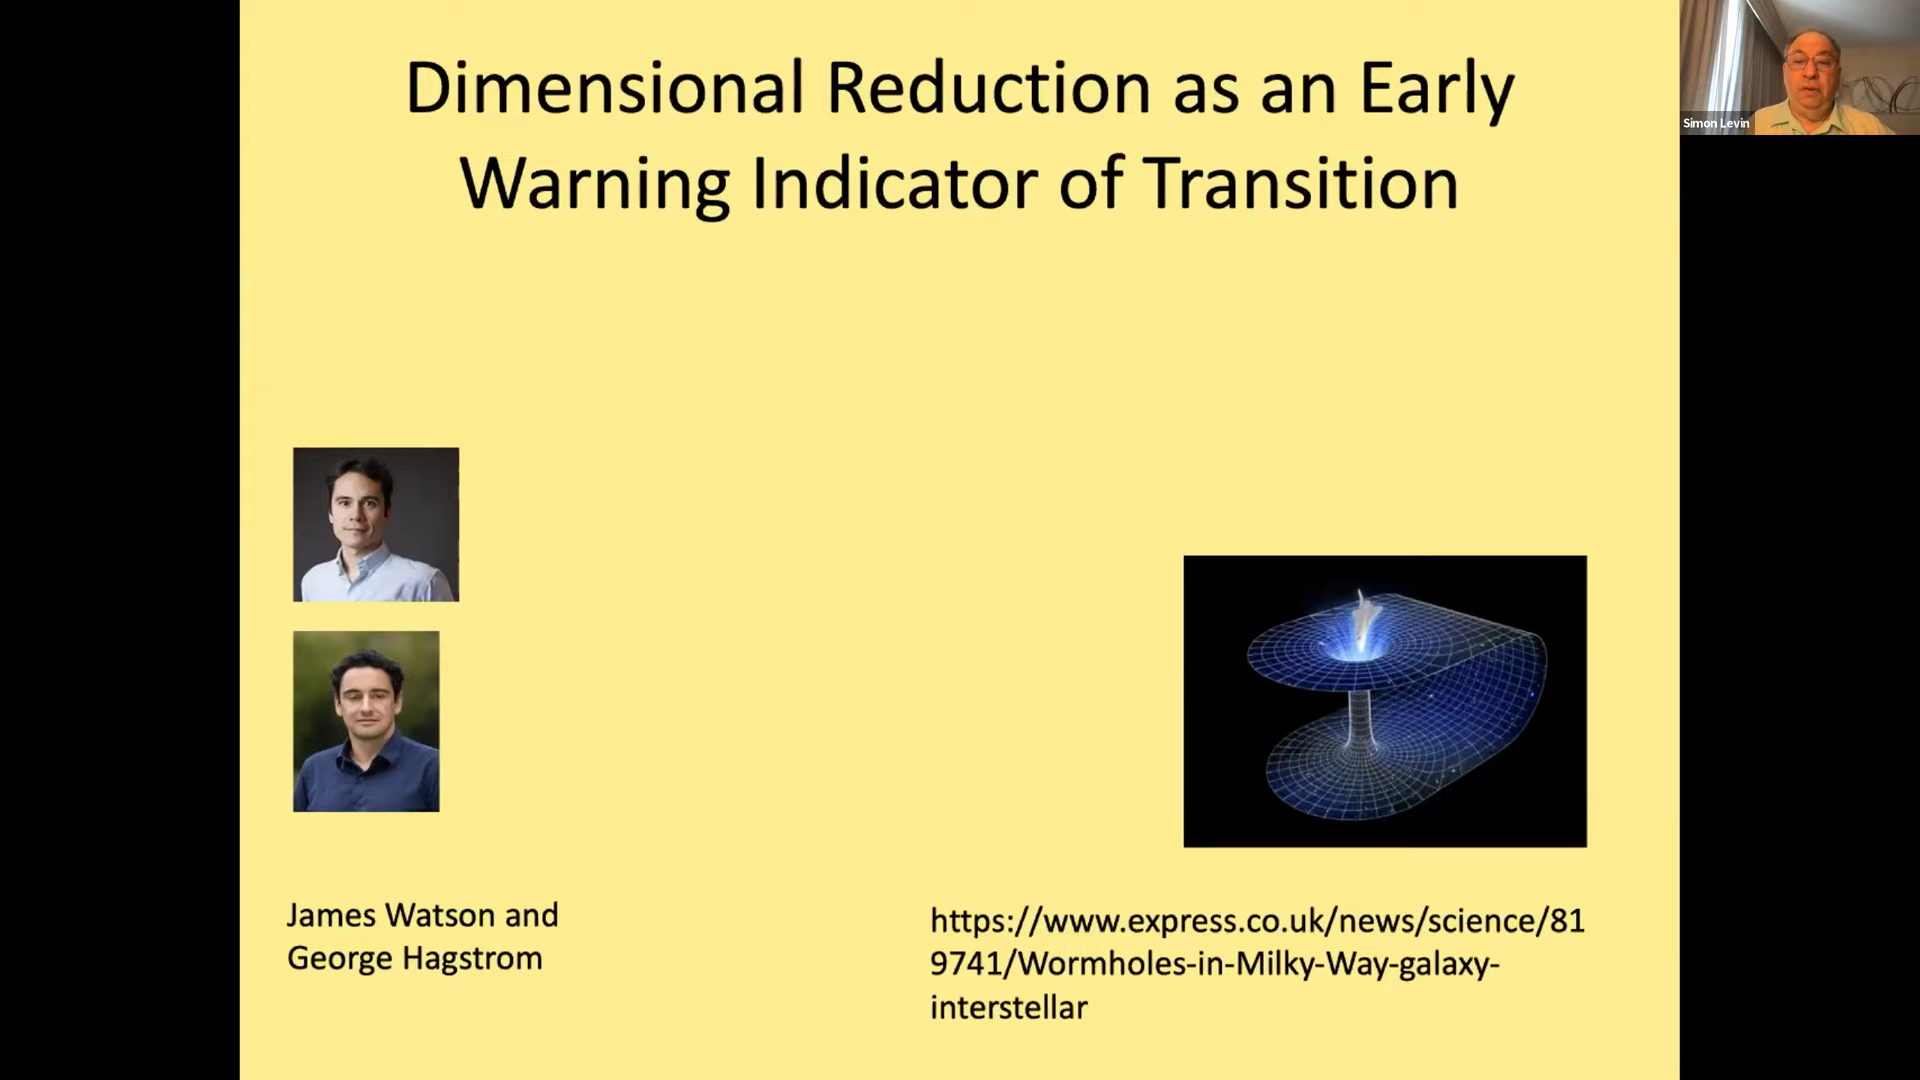 Dimensional Reduction as an Early
Warning Indicator of Transition
Simon Levin
James Watson and
George Hagstrom
https://www.express.co.uk/news/science/81
9741/Wormholes-in-Milky-Way-galaxy-
interstellar